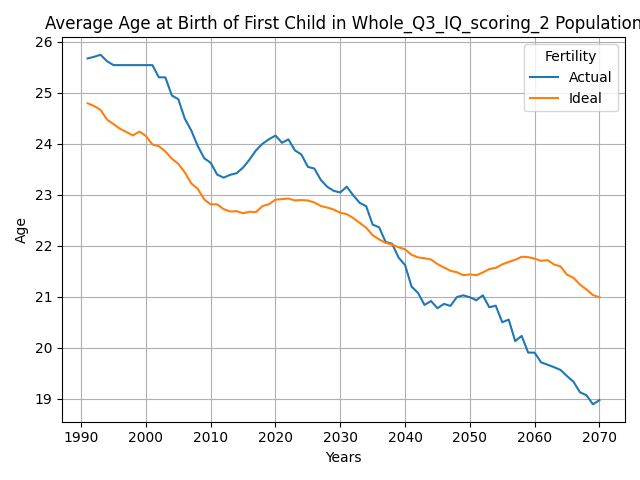 Average Age at Birth of First Child in Whole_Q3_IQ_scoring_2 Population
Fertility
Actual
Ideal
Age
26
25
24
23
22
21
20
19
1990 2000 2010 2020 2030 2040 2050 2060 2070
Years